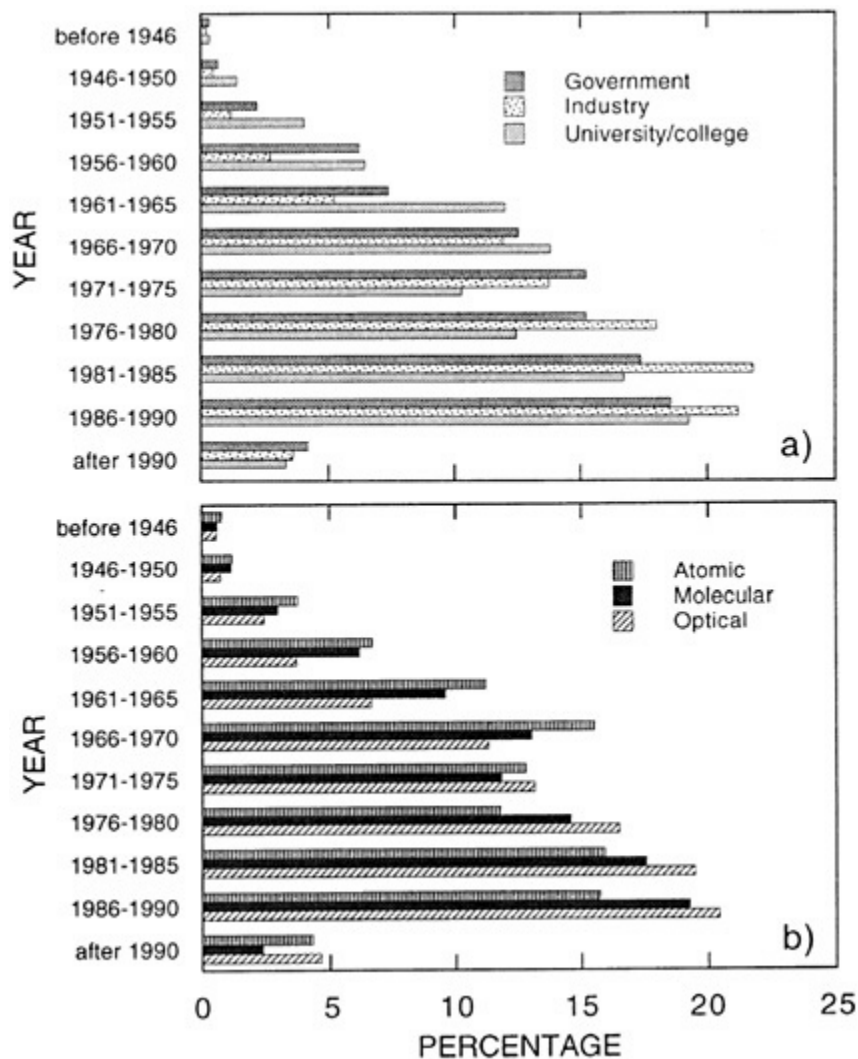 before 1946
1946-1950
1951-1955
1956-1960
1961-1965
1966-1970
1971-1975
1976-1980
1981-1985
1986-1990
after 1990
YEAR
Government
Industry
University/college
a)
before 1946
1946-1950
1951-1955
1956-1960
1961-1965
1966-1970
1971-1975
1976-1980
1981-1985
1986-1990
after 1990
YEAR
Atomic
Molecular
Optical
b)
0 5 10 15 20 25
PERCENTAGE